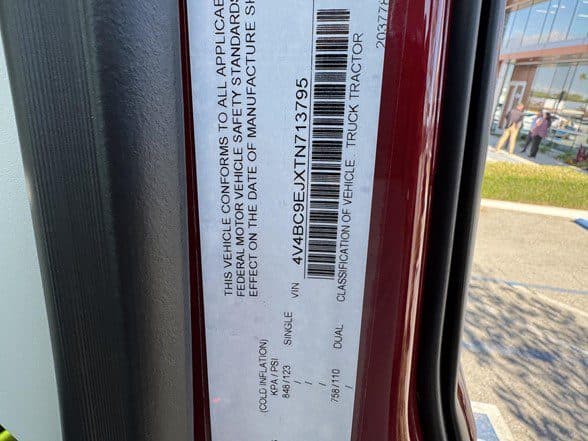 THIS VEHICLE CONFORMS TO ALL APPLICAB
FEDERAL MOTOR VEHICLE SAFETY STANDARDS
EFFECT ON THE DATE OF MANUFACTURE SH
VIN 4V4BC9EJXTN713795
CLASSIFICATION OF VEHICLE TRUCK TRACTOR
(COLD INFLATION)
KPA / PSI
848/123 SINGLE
/
/
/
758/110 DUAL
/